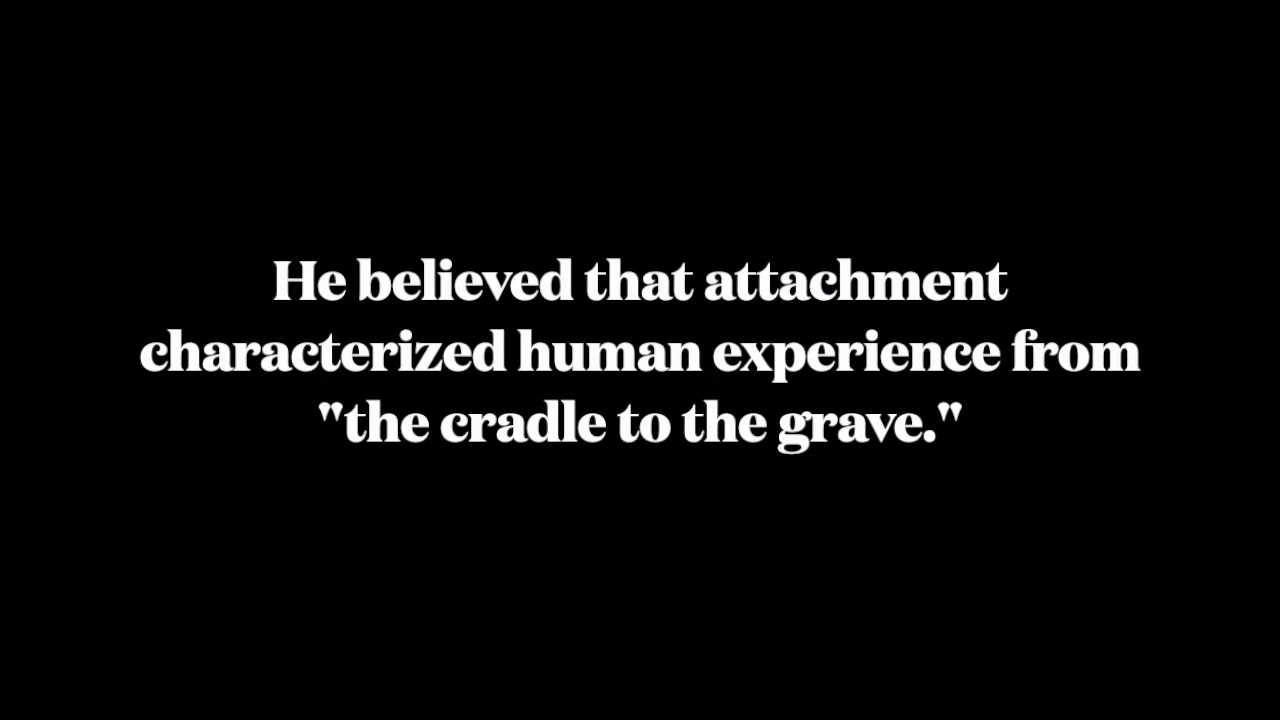 He believed that attachment
characterized human experience from
"the cradle to the grave."